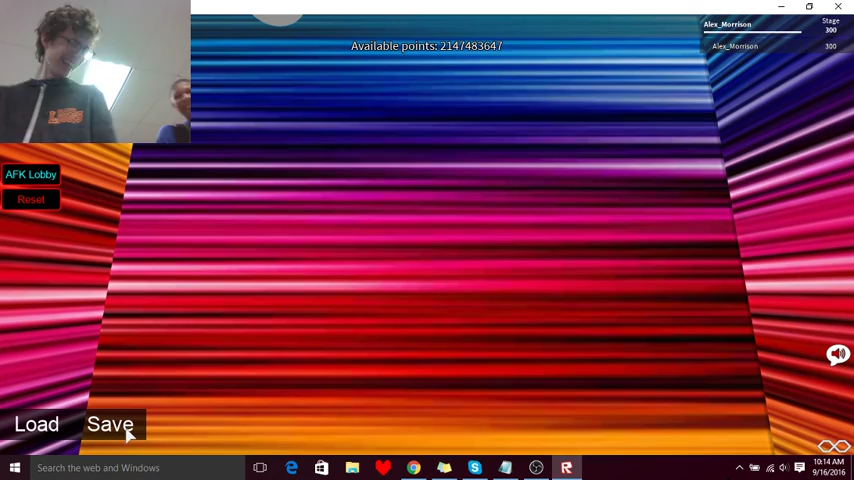 Available points: 2147483647
Alex_Morrison
Stage
300
Alex_Morrison 300
AFK Lobby
Reset
Load Save
Search the web and Windows
10:14 AM
9/16/2016